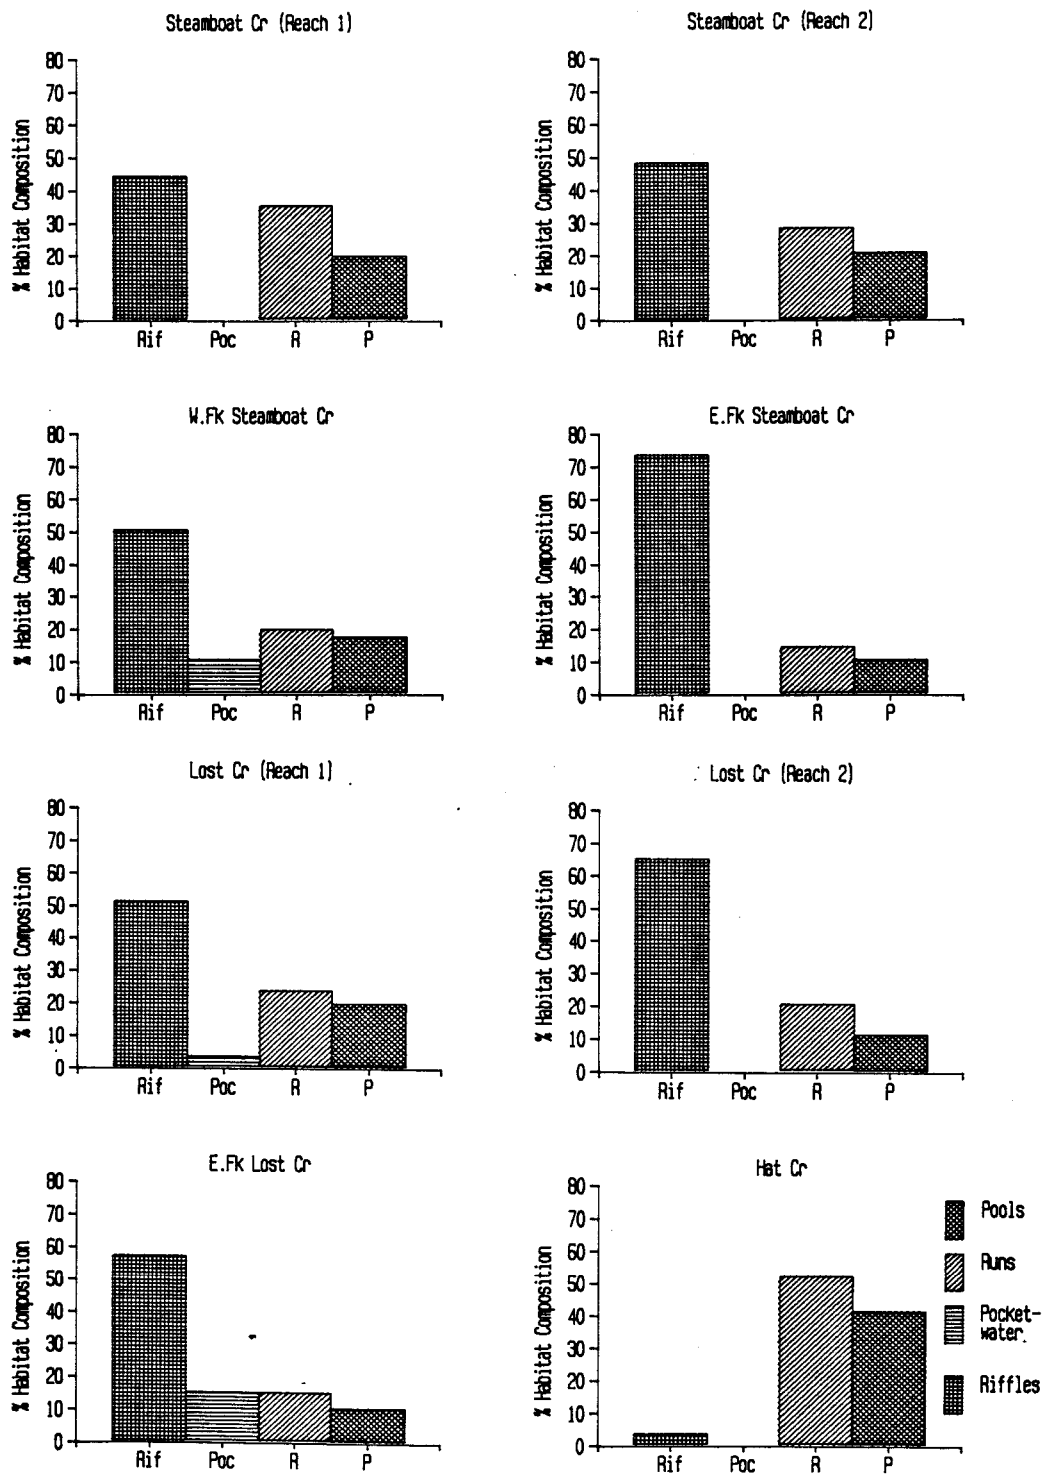 Steamboat Cr (Reach 1)
% Habitat Composition
80
70
60
50
40
30
20
10
0
Rif Poc R P
Steamboat Cr (Reach 2)
% Habitat Composition
80
70
60
50
40
30
20
10
0
Rif Poc R P
W.Fk Steamboat Cr
% Habitat Composition
80
70
60
50
40
30
20
10
0
Rif Poc R P
E.Fk Steamboat Cr
% Habitat Composition
80
70
60
50
40
30
20
10
0
Rif Poc R P
Lost Cr (Reach 1)
% Habitat Composition
80
70
60
50
40
30
20
10
0
Rif Poc R P
Lost Cr (Reach 2)
% Habitat Composition
80
70
60
50
40
30
20
10
0
Rif Poc R P
E.Fk Lost Cr
% Habitat Composition
80
70
60
50
40
30
20
10
0
Rif Poc R P
Hat Cr
% Habitat Composition
80
70
60
50
40
30
20
10
0
Rif Poc R P
Pools
Runs
Pocket-
water
Riffles